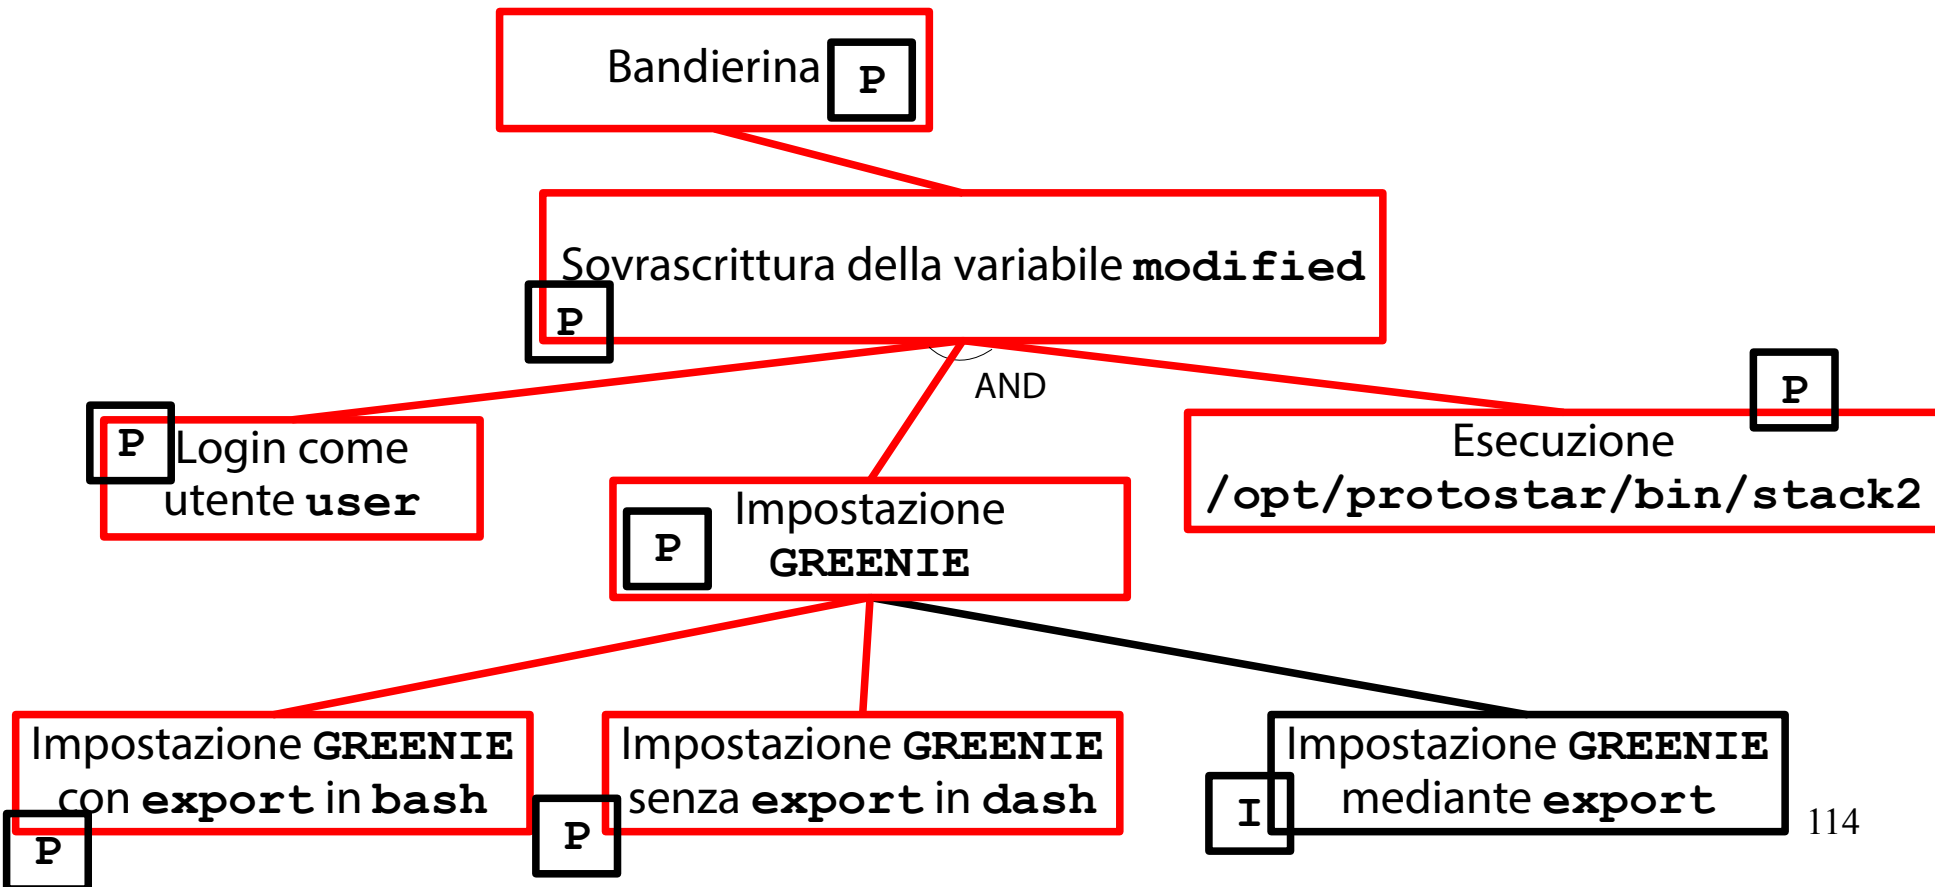 Bandierina P
Sovrascrittura della variabile modified
P
AND
P
P
Login come
utente user
Esecuzione
/opt/protostar/bin/stack2
Impostazione
P GREENIE
Impostazione GREENIE
con export in bash
P
Impostazione GREENIE
senza export in dash
P
Impostazione GREENIE
mediante export
I
114